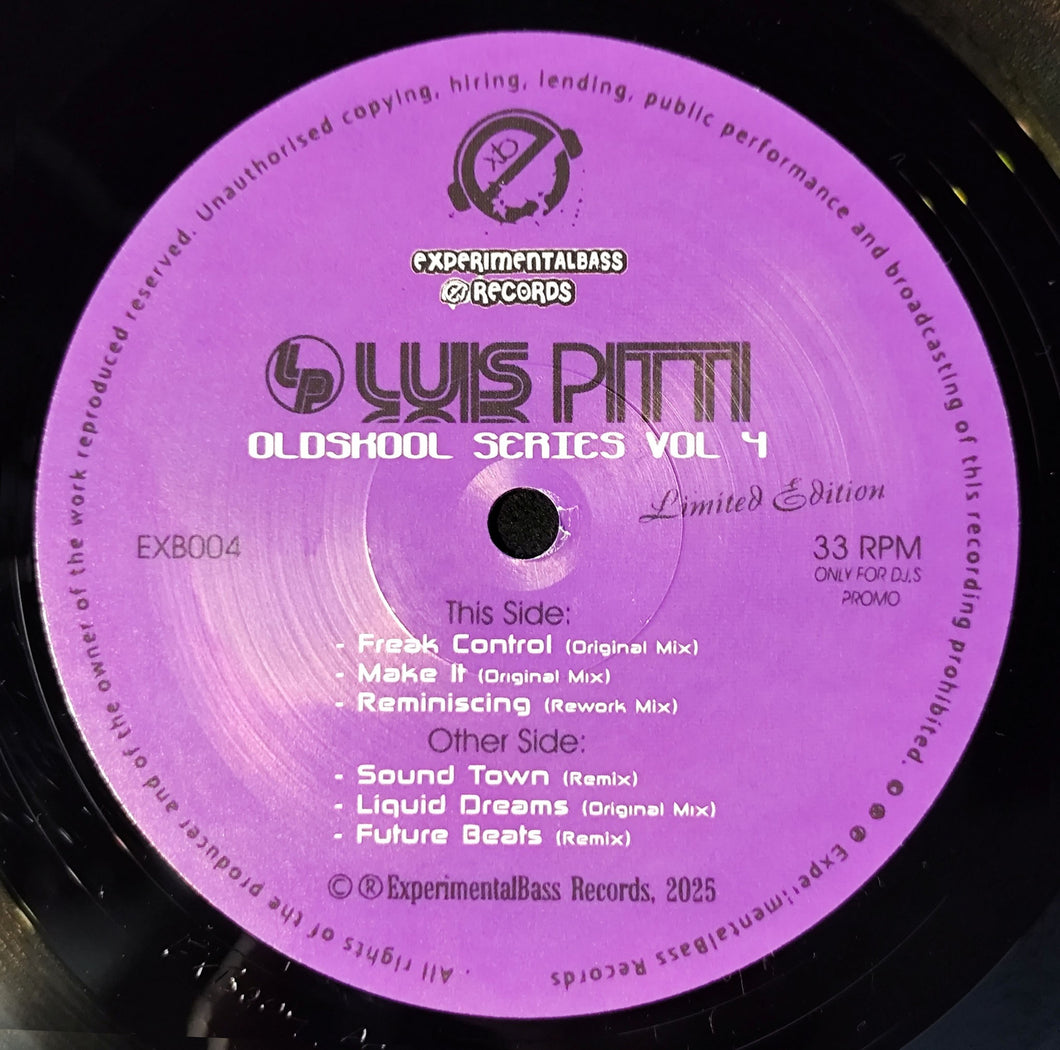 All rights of the producer and of the owner of the work reproduced reserved. Unauthorised copying, hiring, lending, public performance and broadcasting of this recording prohibited.
ExperimentalBass Records
xb
experimentalbass
records
LP LUIS PITTI
OLDSKOOL SERIES VOL 4
Limited Edition
EXB004
33 RPM
ONLY FOR DJ,S
PROMO
This Side:
- Freak Control (Original Mix)
- Make It (Original Mix)
- Reminiscing (Rework Mix)
Other Side:
- Sound Town (Remix)
- Liquid Dreams (Original Mix)
- Future Beats (Remix)
© ® ExperimentalBass Records, 2025